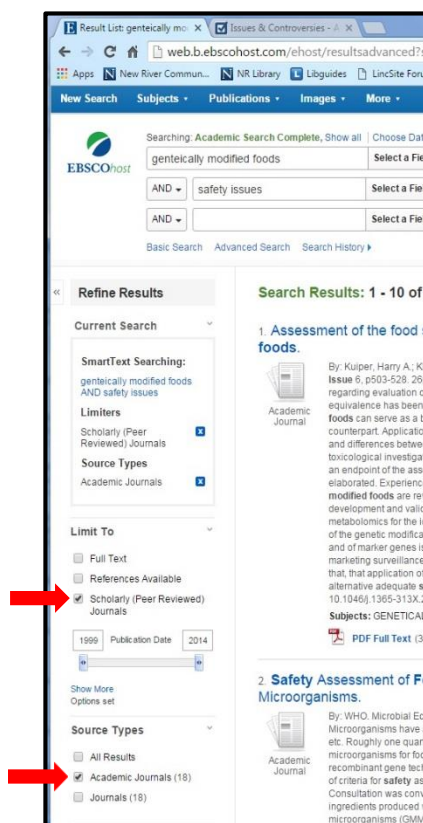 Result List: genteically mo
Issues & Controversies - A
web.b.ebscohost.com/ehost/resultsadvanced?s
Apps New River Commun... NR Library Libguides LincSite Foru
New Search Subjects Publications Images More
Searching: Academic Search Complete, Show all Choose Dat
EBSCOhost
genteically modified foods Select a Fie
AND safety issues Select a Fie
AND Select a Fie
Basic Search Advanced Search Search History
« Refine Results
Current Search
SmartText Searching:
genteically modified foods
AND safety issues
Limiters
Scholarly (Peer
Reviewed) Journals
Source Types
Academic Journals
Limit To
Full Text
References Available
Scholarly (Peer Reviewed)
Journals
1999 Publication Date 2014
Show More
Options set
Source Types
All Results
Academic Journals (18)
Journals (18)
Search Results: 1 - 10 of
1. Assessment of the food s
foods.
Academic
Journal
By: Kuiper, Harry A.; K
Issue 6, p503-528. 26
regarding evaluation o
equivalence has been
foods can serve as a b
counterpart. Applicatio
and differences betwe
toxicological investiga
an endpoint of the ass
elaborated. Experienc
modified foods are re
development and valid
metabolomics for the i
of the genetic modifica
and of marker genes is
marketing surveillance
that, that application of
alternative adequate s
10.1046/j.1365-313X.2
Subjects: GENETICAL
PDF Full Text (3
2. Safety Assessment of F
Microorganisms.
Academic
Journal
By: WHO. Microbial Ec
Microorganisms have
etc. Roughly one quar
microorganisms for fo
recombinant gene tech
of criteria for safety as
Consultation was conv
ingredients produced u
microorganisms (GMM